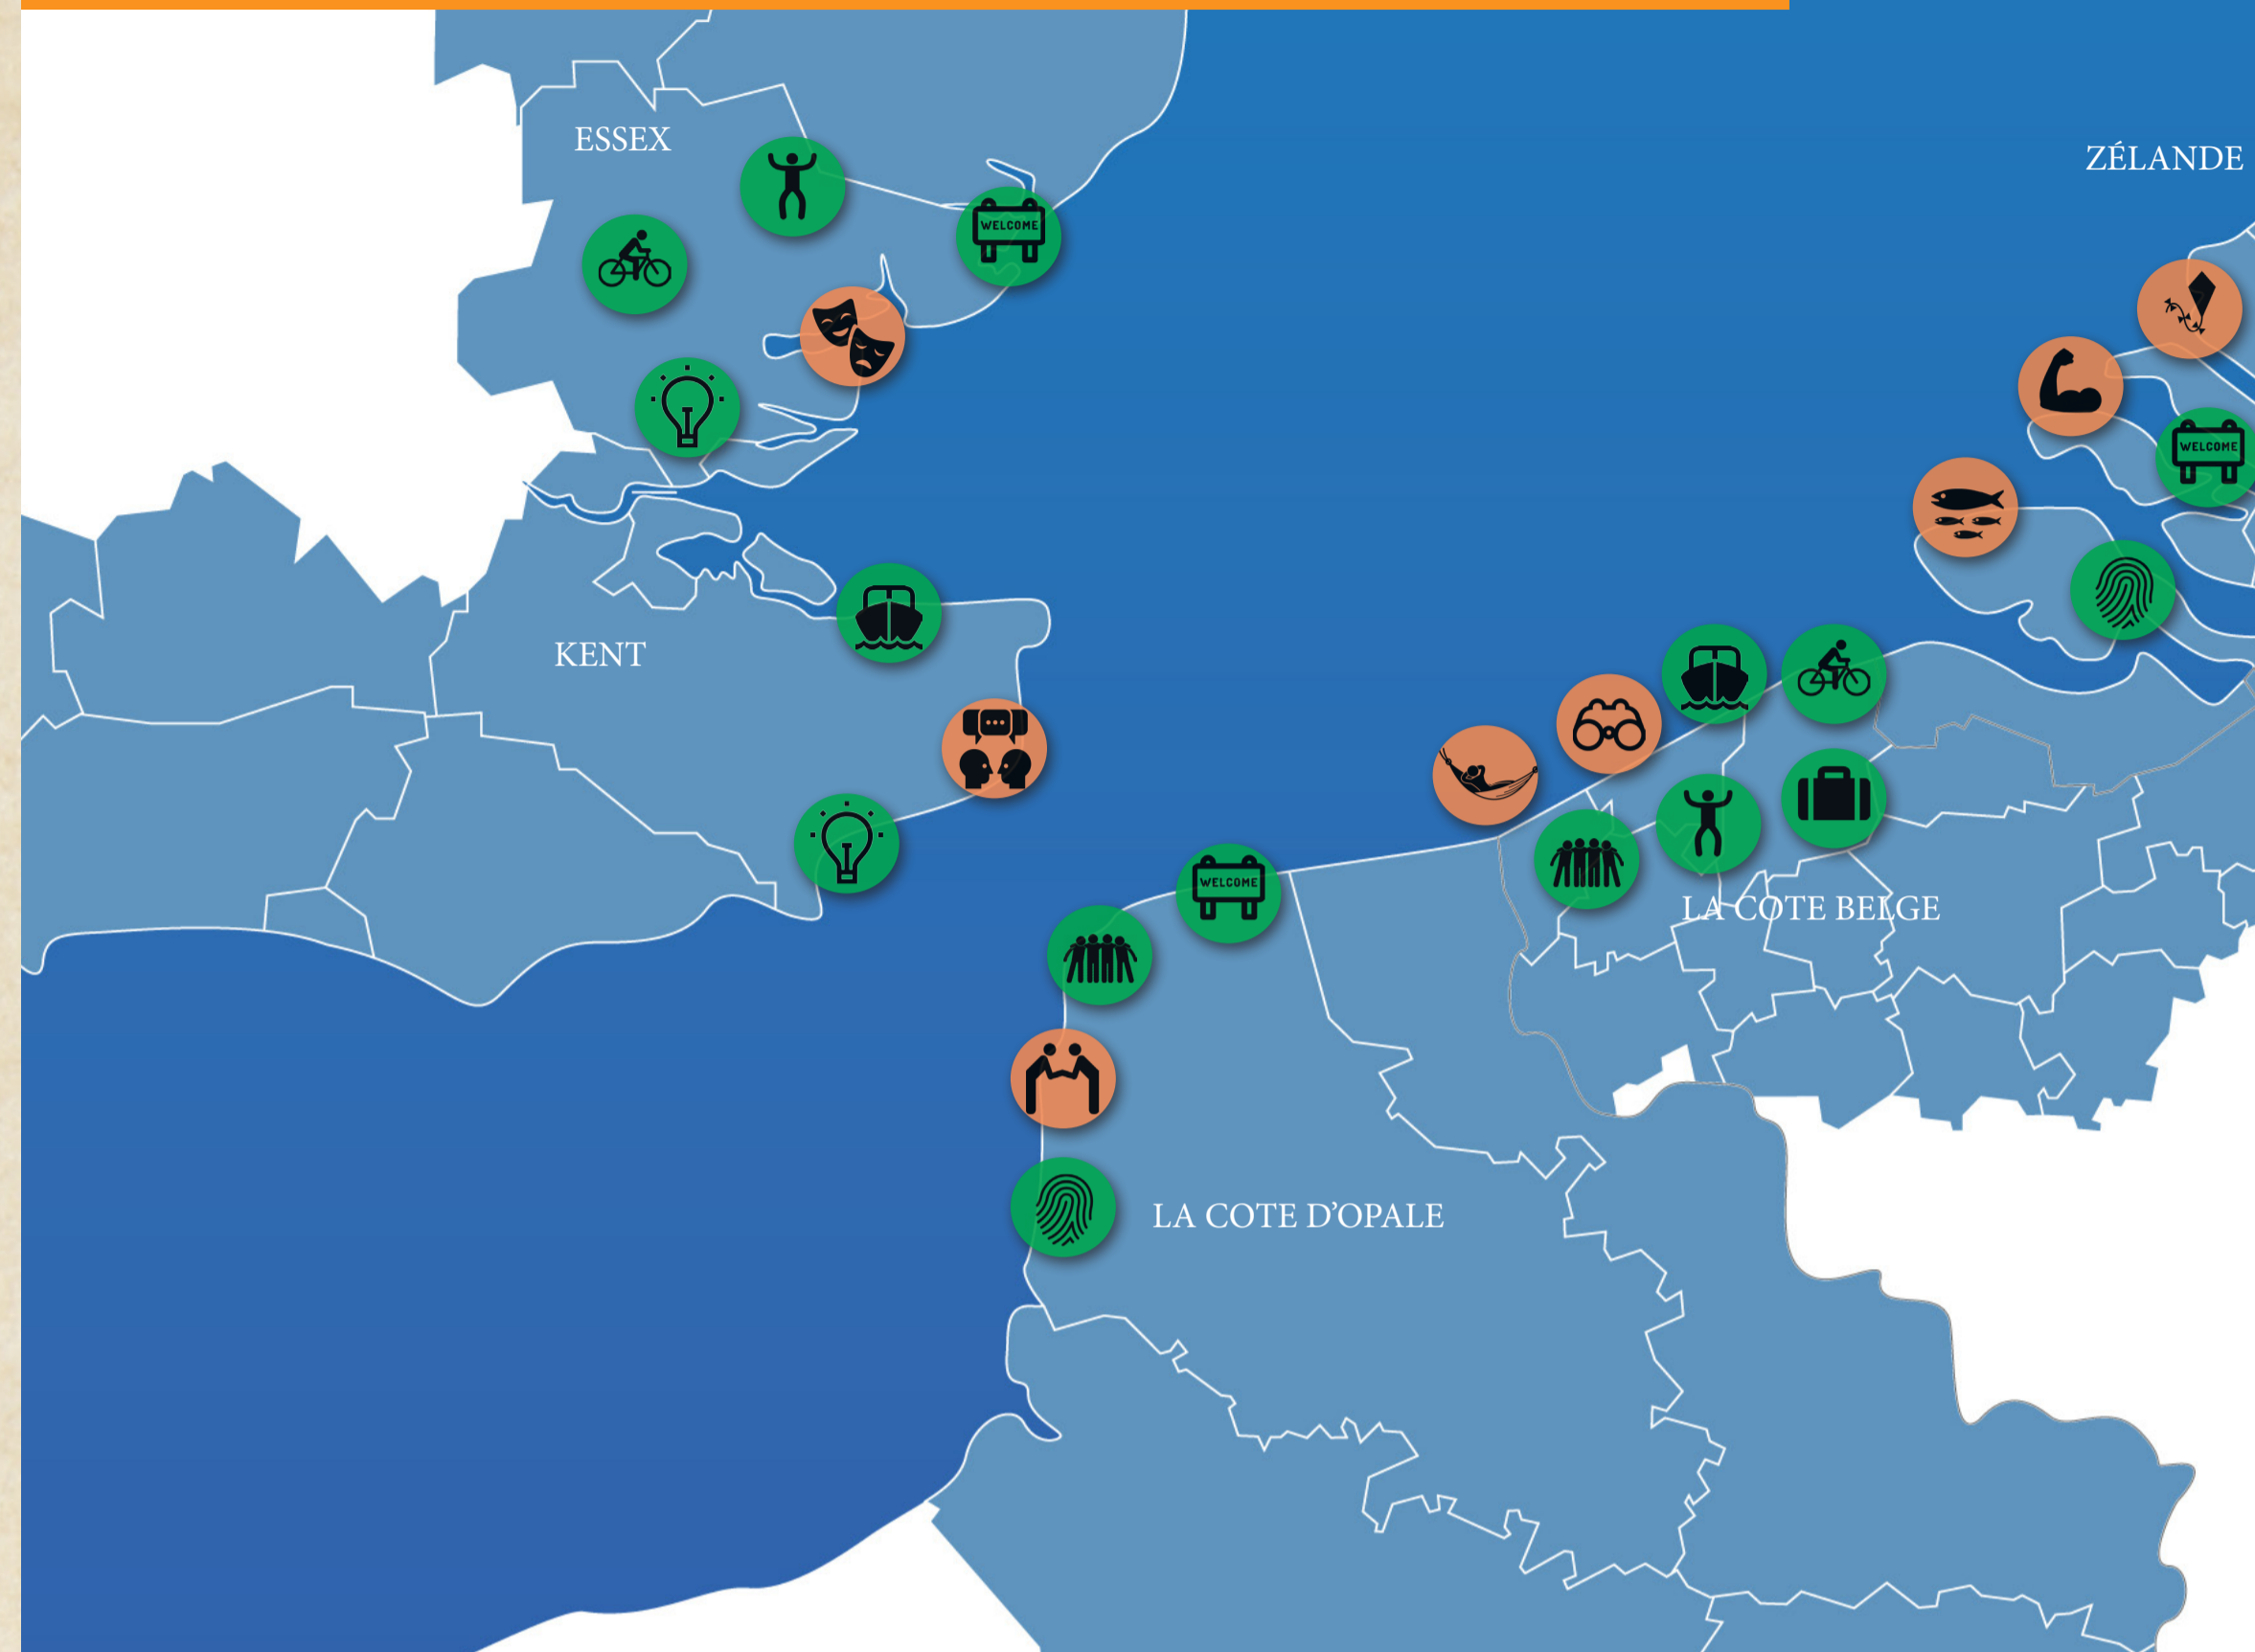 ESSEX
ZÉLANDE
WELCOME
WELCOME
KENT
WELCOME
LA COTE BELGE
LA COTE D'OPALE